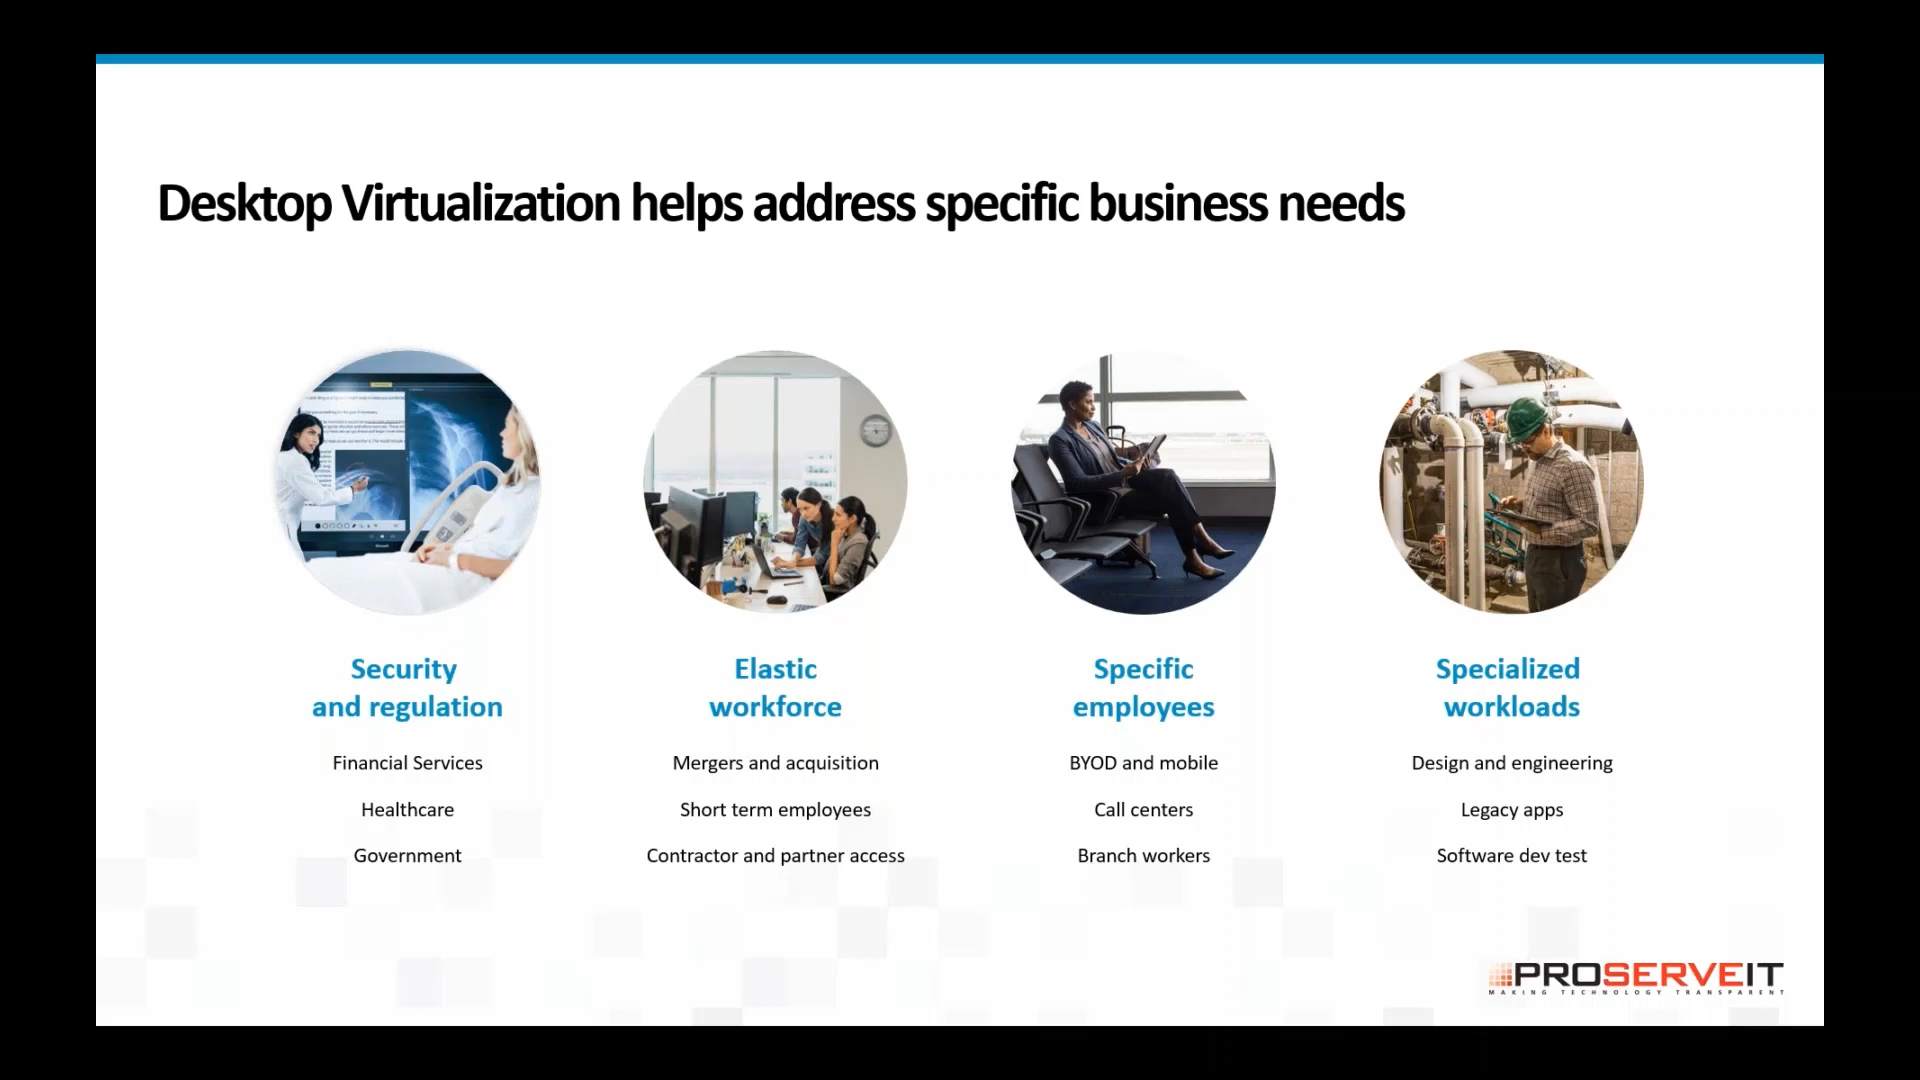 Desktop Virtualization helps address specific business needs
Security
and regulation
Financial Services
Healthcare
Government
Elastic
workforce
Mergers and acquisition
Short term employees
Contractor and partner access
Specific
employees
BYOD and mobile
Call centers
Branch workers
Specialized
workloads
Design and engineering
Legacy apps
Software dev test
PROSERVEIT
MAKING TECHNOLOGY TRANSPARENT